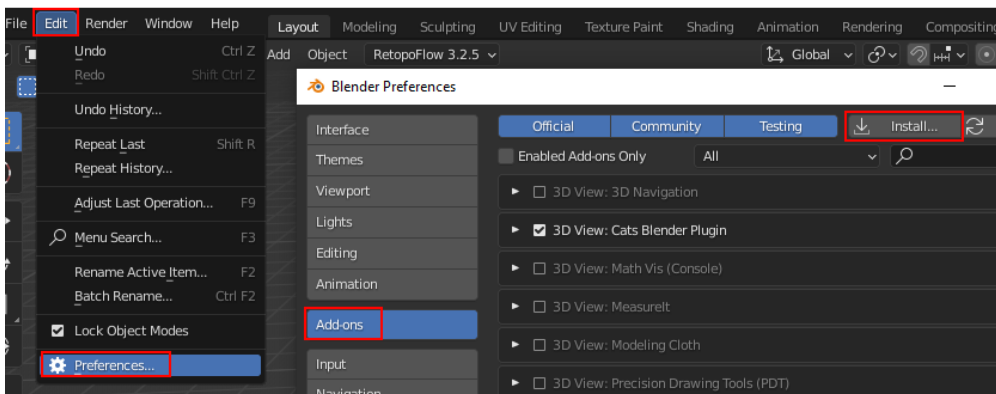 File Edit Render Window Help Layout Modeling Sculpting UV Editing Texture Paint Shading Animation Rendering Compositing
Add Object RetopoFlow 3.2.5 Global
Undo Ctrl Z
Redo Shift Ctrl Z
Undo History...
Repeat Last Shift R
Repeat History...
Adjust Last Operation... F9
Menu Search... F3
Rename Active Item... F2
Batch Rename... Ctrl F2
Lock Object Modes
Preferences...
Blender Preferences
Interface
Themes
Viewport
Lights
Editing
Animation
Add-ons
Input
Navigation
Official Community Testing Install...
Enabled Add-ons Only All
3D View: 3D Navigation
3D View: Cats Blender Plugin
3D View: Math Vis (Console)
3D View: MeasureIt
3D View: Modeling Cloth
3D View: Precision Drawing Tools (PDT)